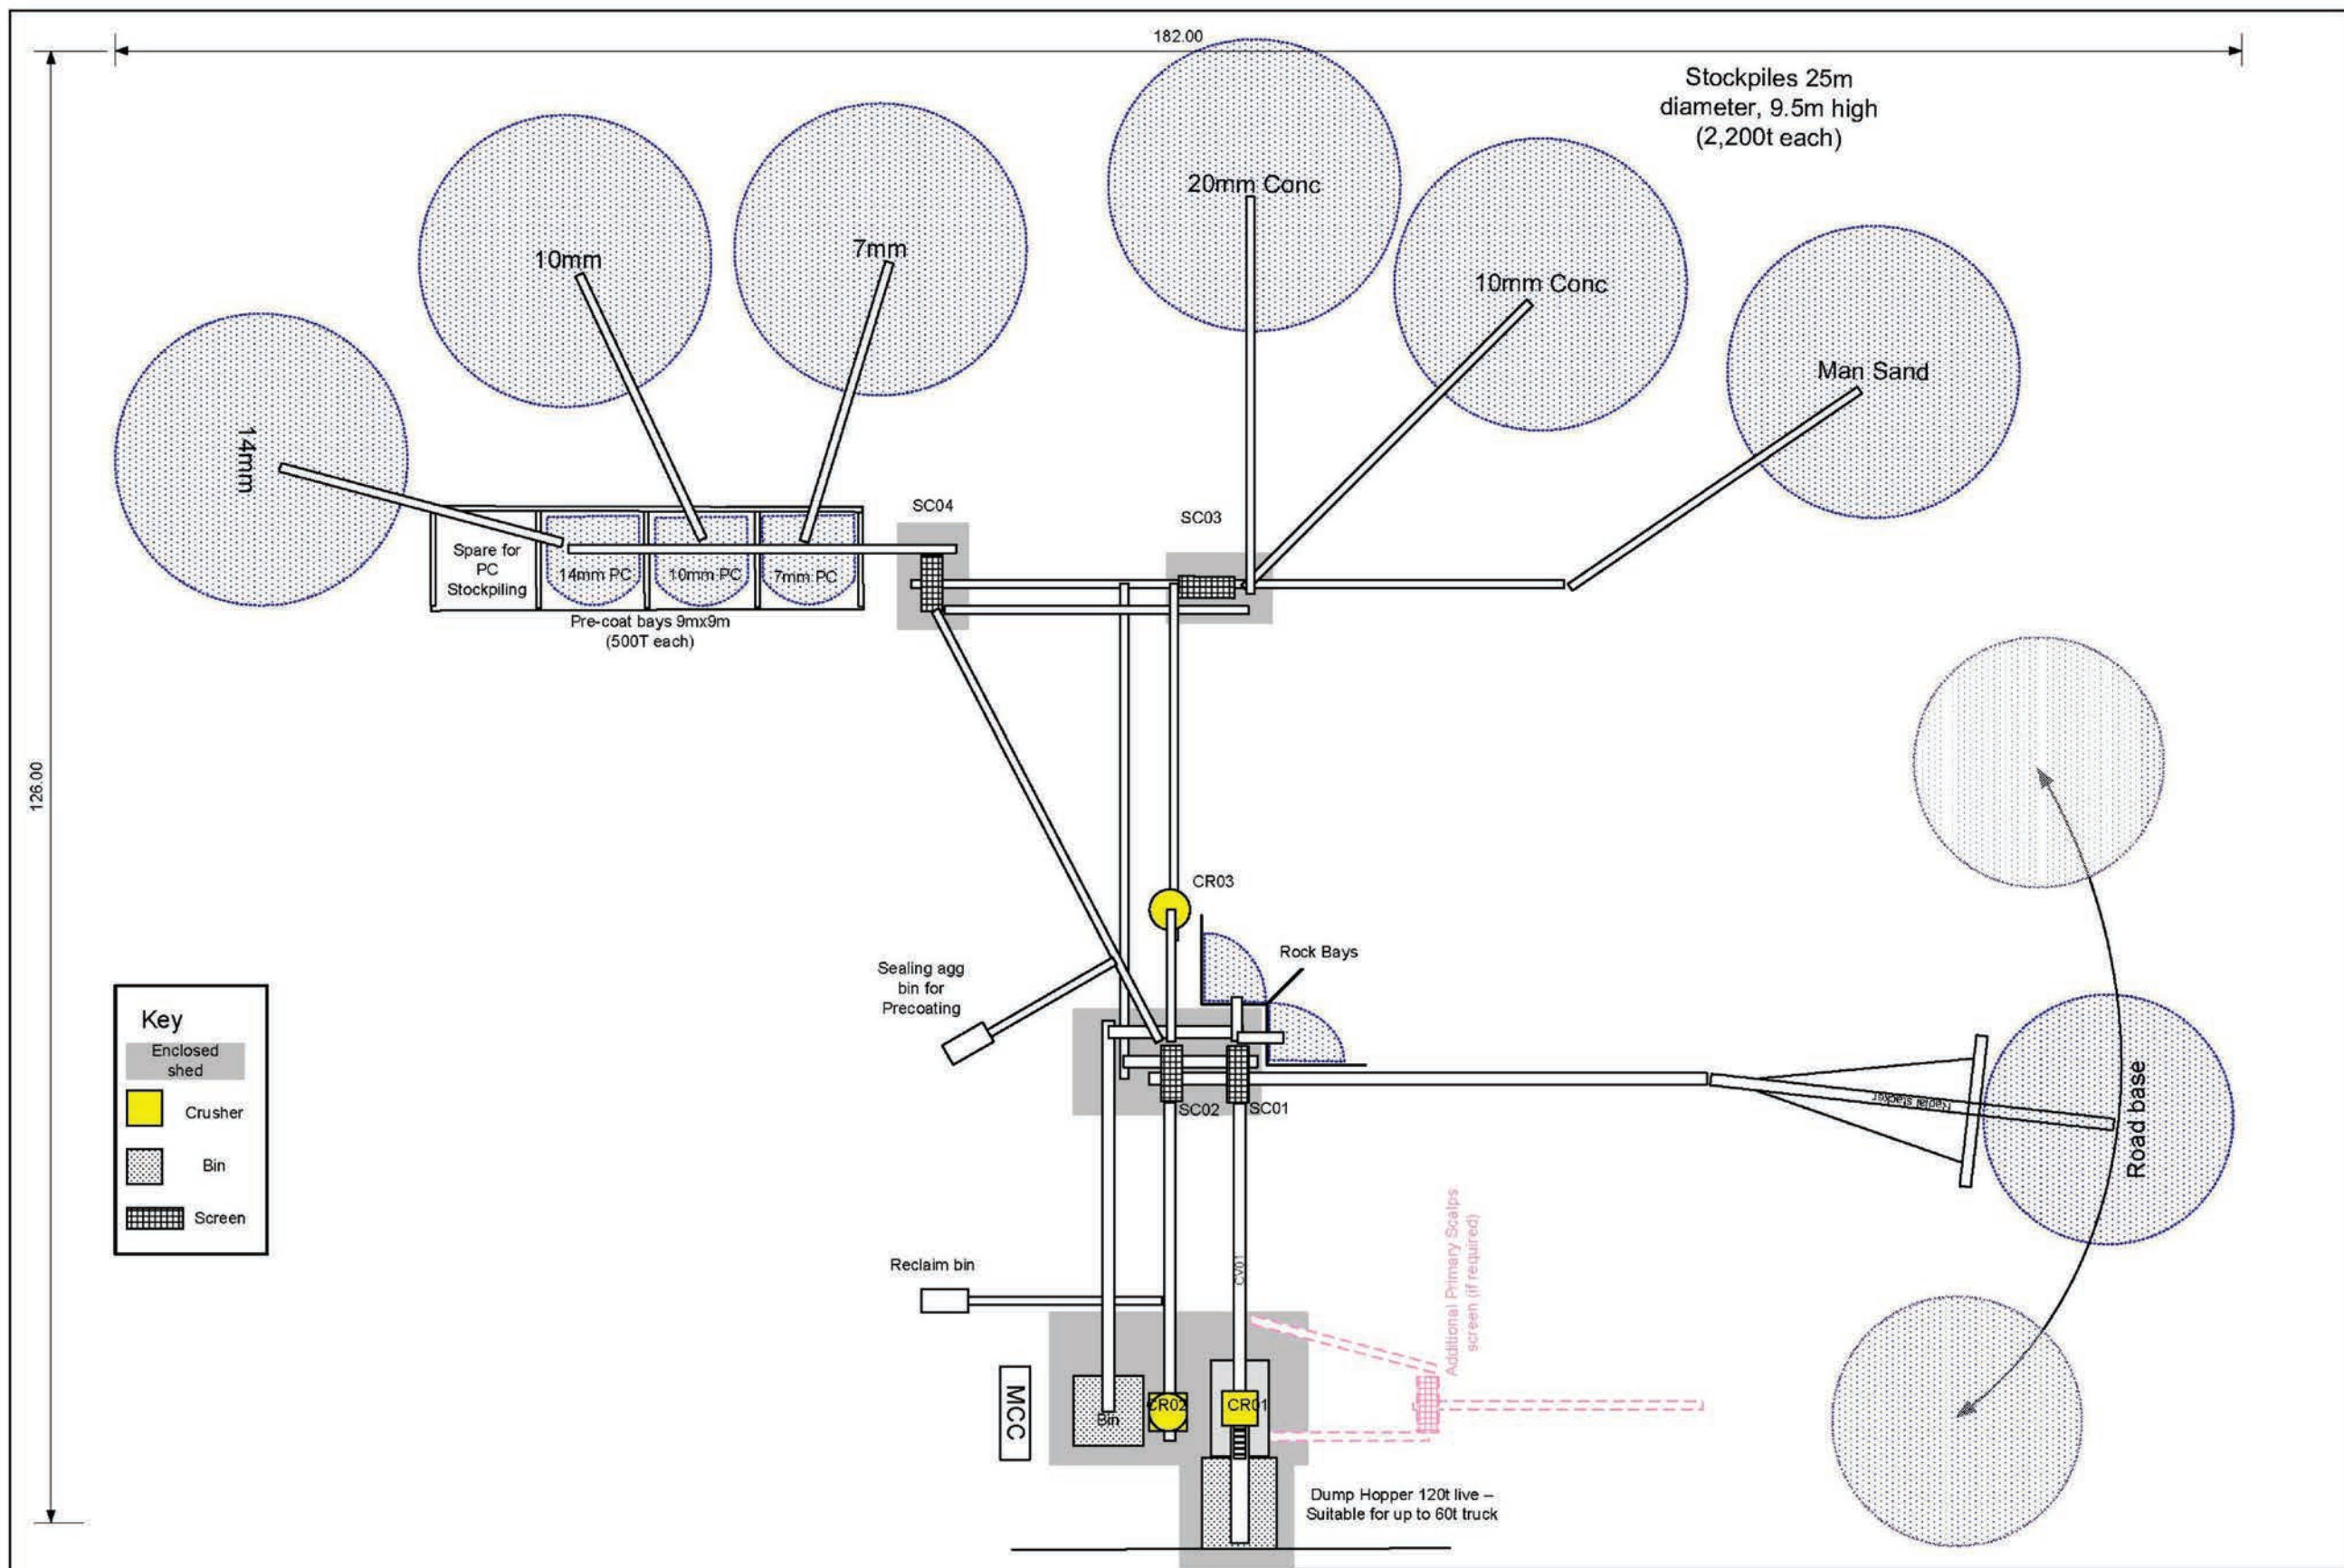 182.00
Stockpiles 25m
diameter, 9.5m high
(2,200t each)
20mm Conc
10mm
7mm
10mm Conc
Man Sand
14mm
SC04
SC03
Spare for
PC
Stockpiling
14mm PC
10mm PC
7mm PC
Pre-coat bays 9mx9m
(500T each)
126.00
CR03
Rock Bays
Sealing agg
bin for
Precoating
Key
Enclosed
shed
Crusher
Bin
Screen
SC02
SC01
Radial stacker
Road base
Reclaim bin
CV01
Additional Primary Scalps
screen (if required)
MCC
Bin
CR02
CR01
Dump Hopper 120t live –
Suitable for up to 60t truck